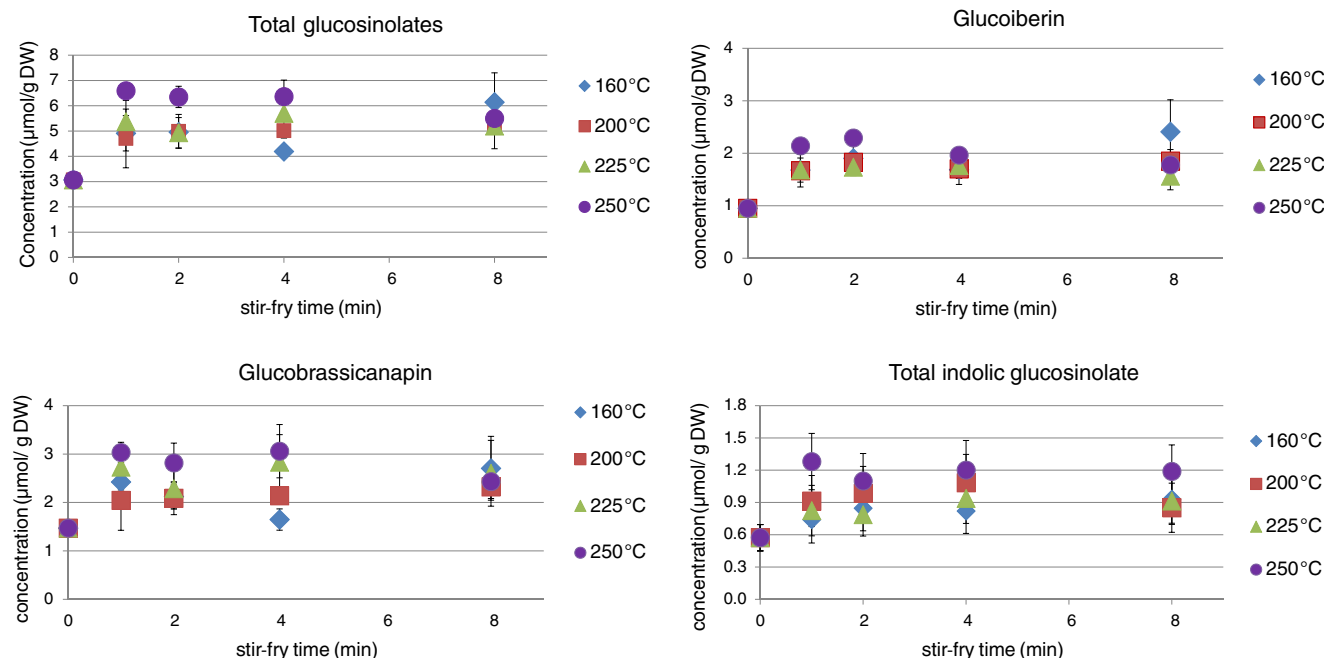 Total glucosinolates
Concentration (µmol/g DW)
8
7
6
5
4
3
2
1
0
0 2 4 6 8
stir-fry time (min)
160°C
200°C
225°C
250°C
Glucoiberin
concentration (µmol/gDW)
4
3
2
1
0
0 2 4 6 8
stir-fry time (min)
160°C
200°C
225°C
250°C
Glucobrassicanapin
concentration (µmol/ g DW)
4
3
2
1
0
0 2 4 6 8
stir-fry time (min)
160°C
200°C
225°C
250°C
Total indolic glucosinolate
concentration (µmol/ g DW)
1.8
1.5
1.2
0.9
0.6
0.3
0.0
0 2 4 6 8
stir-fry time (min)
160°C
200°C
225°C
250°C